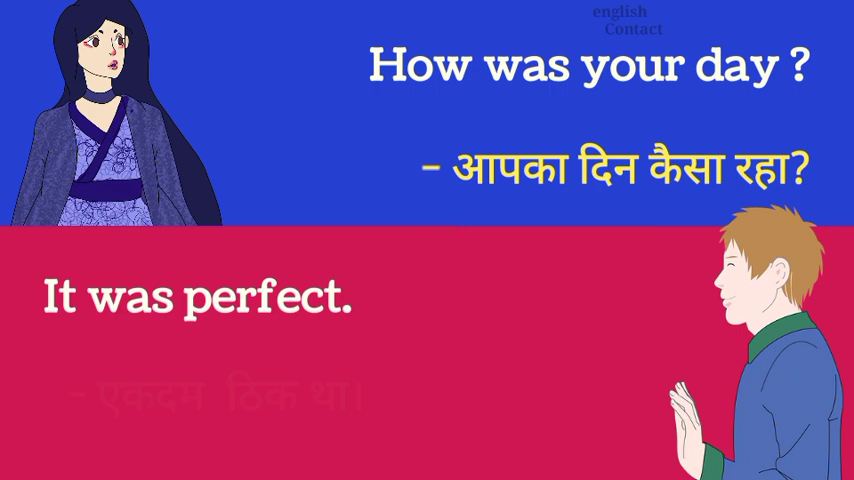 english
Contact
How was your day ?
- आपका दिन कैसा रहा?
It was perfect.
- एकदम ठिक था।